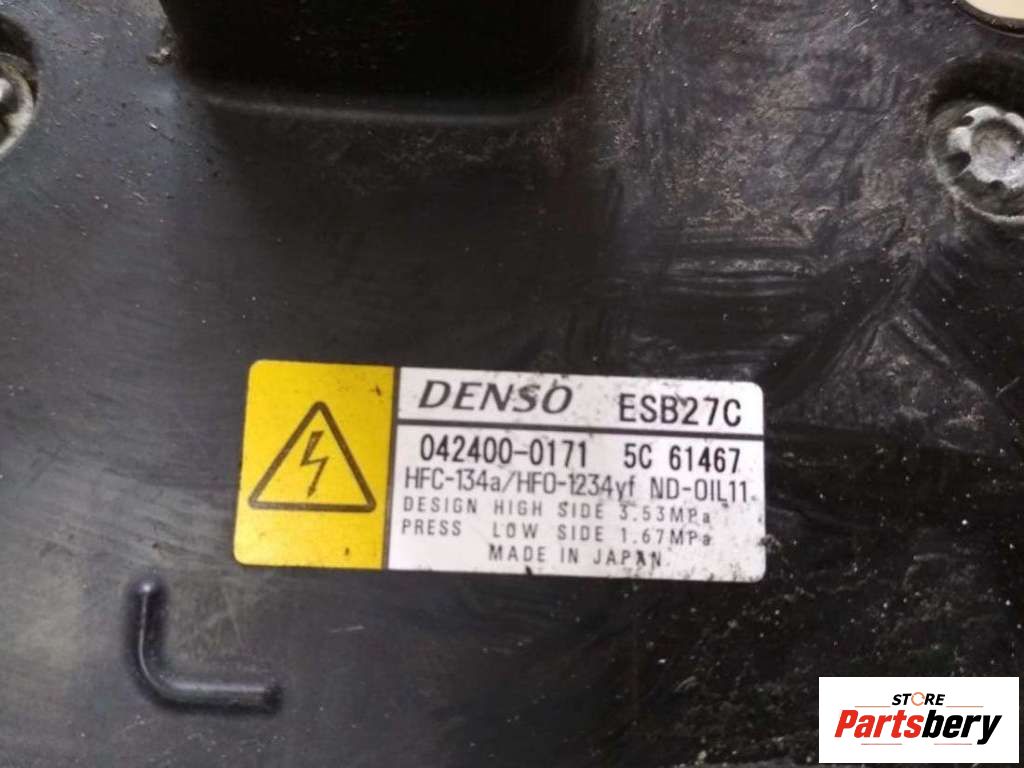 DENSO ESB27C
042400-0171 5C 61467
HFC-134a/HFO-1234yf ND-OIL11
DESIGN HIGH SIDE 3.53MPa
PRESS LOW SIDE 1.67MPa
MADE IN JAPAN
STORE
Partsbery